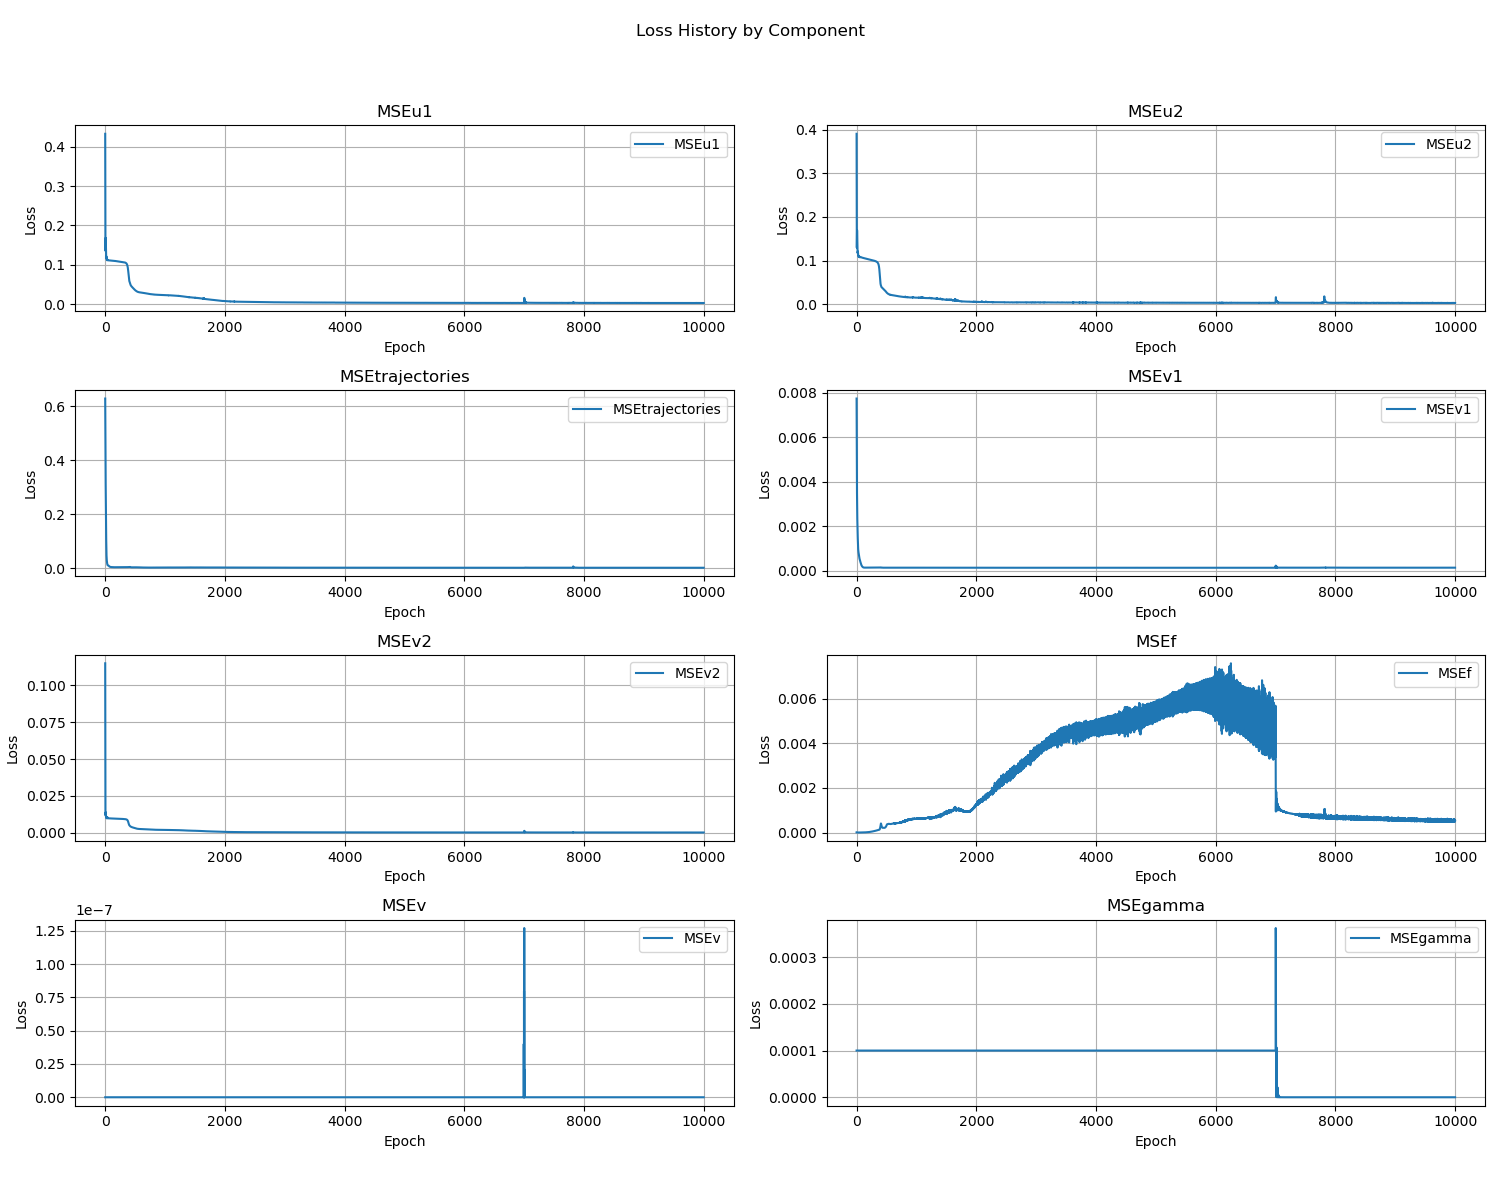 Loss History by Component
MSEu1
MSEu2
0.4
0.3
0.2
0.1
0.0
Loss
MSEu1
0 2000 4000 6000 8000 10000
Epoch
0.4
0.3
0.2
0.1
0.0
Loss
MSEu2
0 2000 4000 6000 8000 10000
Epoch
MSEtrajectories
MSEv1
0.6
0.4
0.2
0.0
Loss
MSEtrajectories
0 2000 4000 6000 8000 10000
Epoch
0.008
0.006
0.004
0.002
0.000
Loss
MSEv1
0 2000 4000 6000 8000 10000
Epoch
MSEv2
MSEf
0.100
0.075
0.050
0.025
0.000
Loss
MSEv2
0 2000 4000 6000 8000 10000
Epoch
0.006
0.004
0.002
0.000
Loss
MSEf
0 2000 4000 6000 8000 10000
Epoch
MSEv
MSEgamma
1e−7
1.25
1.00
0.75
0.50
0.25
0.00
Loss
MSEv
0 2000 4000 6000 8000 10000
Epoch
0.0003
0.0002
0.0001
0.0000
Loss
MSEgamma
0 2000 4000 6000 8000 10000
Epoch